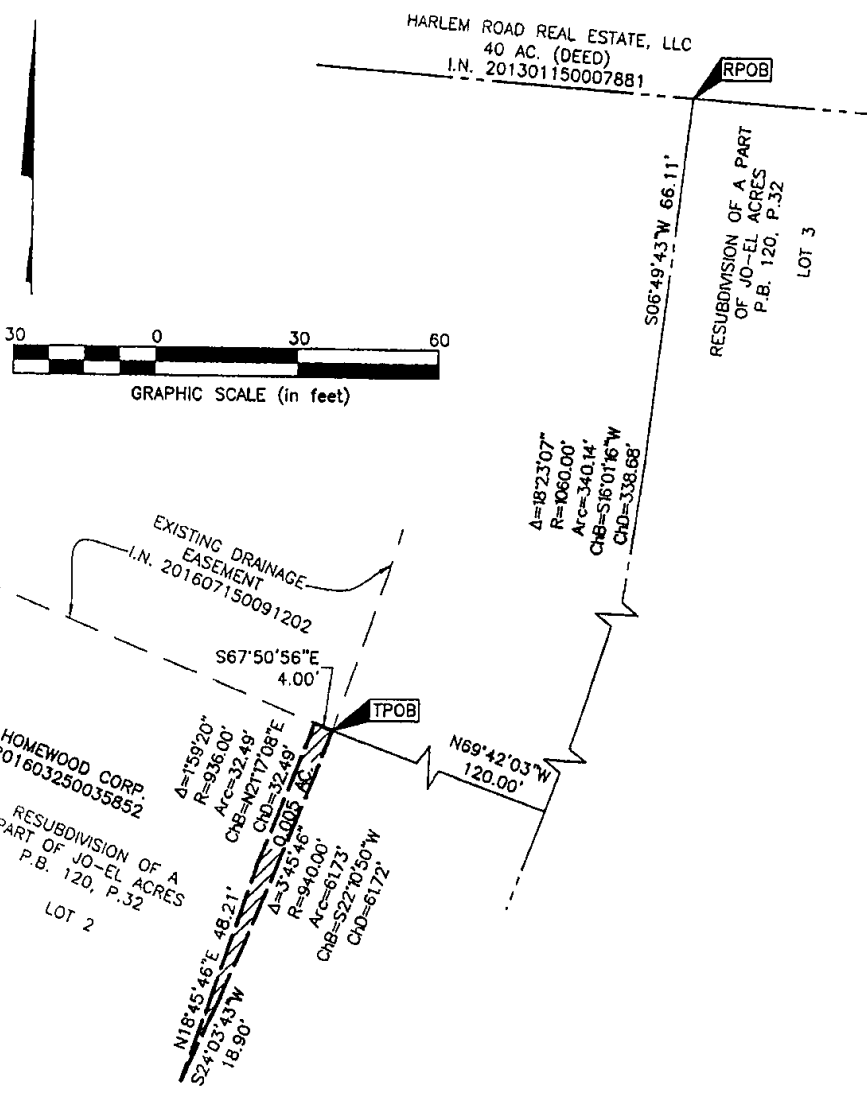 HARLEM ROAD REAL ESTATE, LLC
40 AC. (DEED)
I.N. 201301150007881
RPOB
S06°49'43"W 66.11'
RESUBDIVISION OF A PART
OF JO-EL ACRES
P.B. 120, P.32
LOT 3
30 0 30 60
GRAPHIC SCALE (in feet)
Δ=18°23'07"
R=1060.00'
Arc=340.14'
ChB=S16°01'16"W
ChD=338.68'
EXISTING DRAINAGE
EASEMENT
I.N. 201607150091202
S67°50'56"E
4.00'
TPOB
N69°42'03"W
120.00'
HOMEWOOD CORP.
201603250035852
RESUBDIVISION OF A
PART OF JO-EL ACRES
P.B. 120, P.32
LOT 2
Δ=1°59'20"
R=936.00'
Arc=32.49'
ChB=N21°17'08"E
ChD=32.49'
0.005 AC.
Δ=3°45'46"
R=940.00'
Arc=61.73'
ChB=S22°10'50"W
ChD=61.72'
N18°45'46"E 48.21'
S24°03'43"W
18.90'